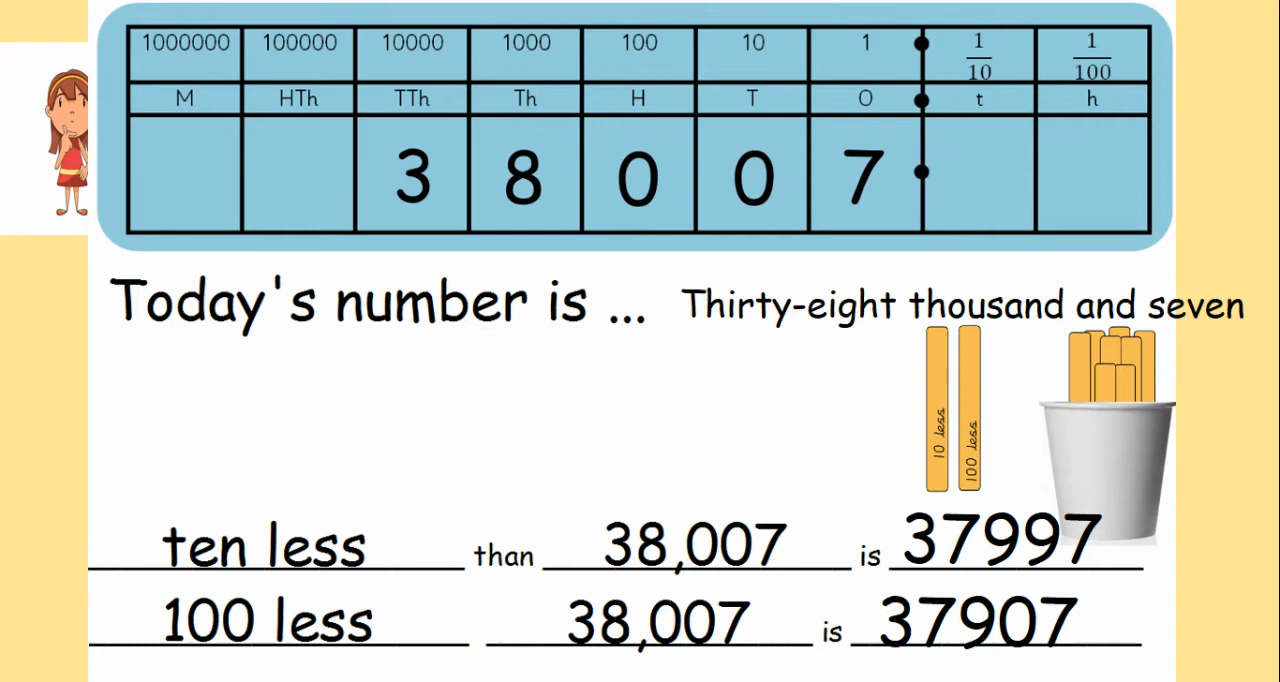 1000000 100000 10000 1000 100 10 1 1/10 1/100
M HTh TTh Th H T O t h
3 8 0 0 7
Today's number is ... Thirty-eight thousand and seven
10 less
100 less
ten less than 38,007 is 37997
100 less 38,007 is 37907